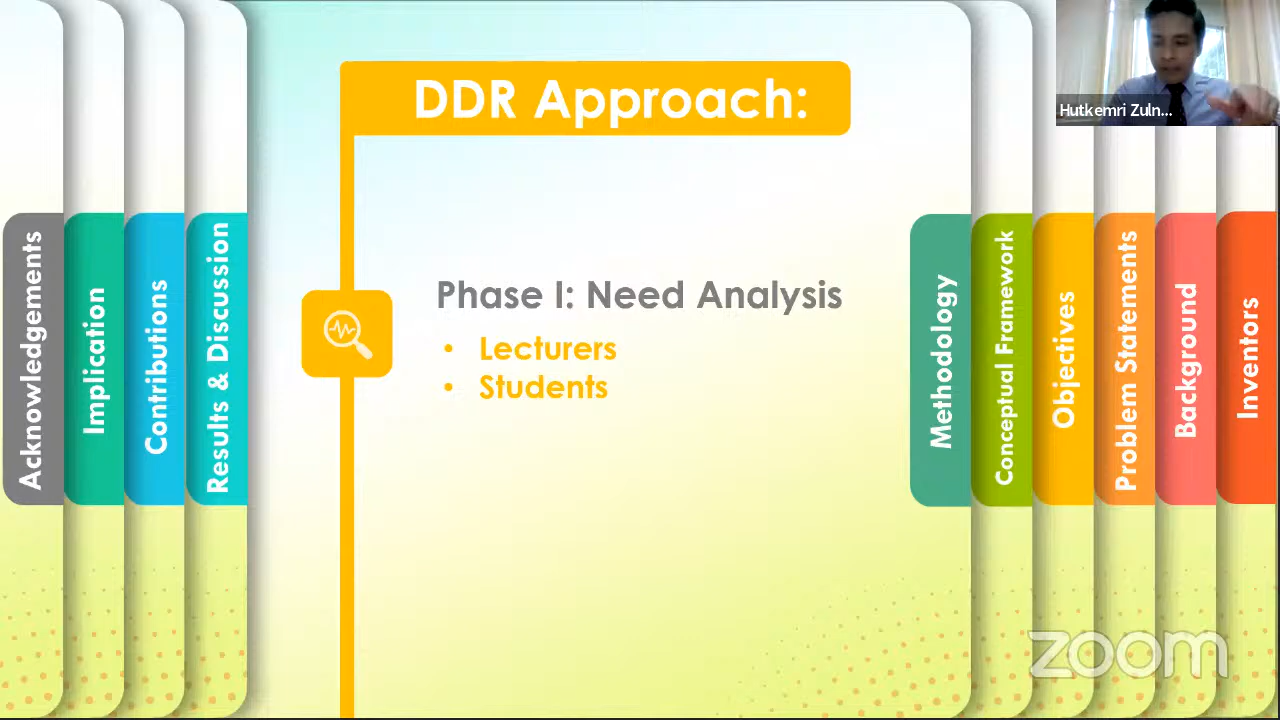 DDR Approach:
Phase I: Need Analysis
• Lecturers
• Students
Acknowledgements
Implication
Contributions
Results & Discussion
Methodology
Conceptual Framework
Objectives
Problem Statements
Background
Inventors
Hutkemri Zuln...
zoom